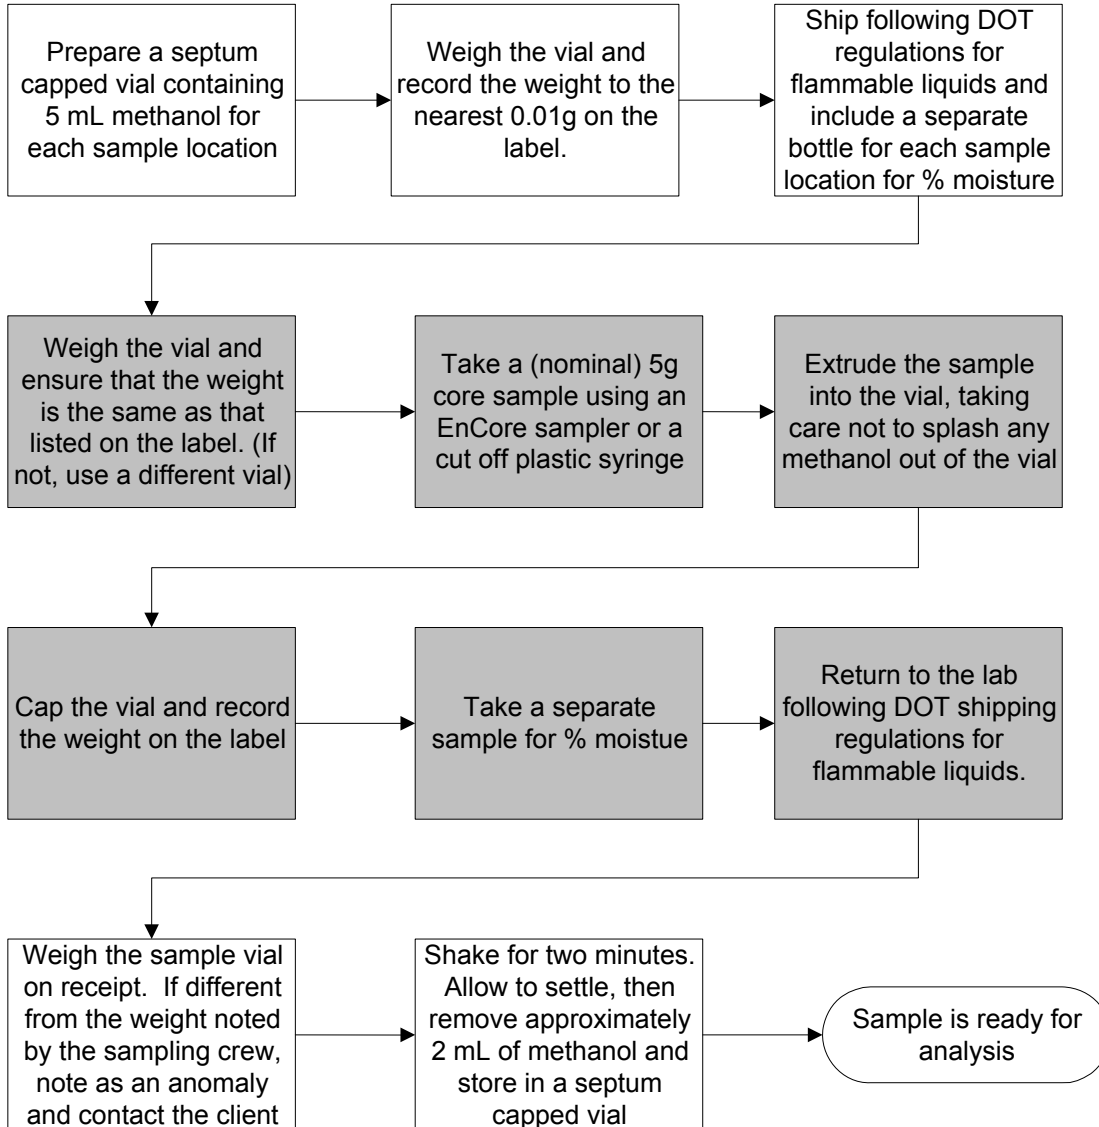 Prepare a septum
capped vial containing
5 mL methanol for
each sample location
Weigh the vial and
record the weight to the
nearest 0.01g on the
label.
Ship following DOT
regulations for
flammable liquids and
include a separate
bottle for each sample
location for % moisture
Weigh the vial and
ensure that the weight
is the same as that
listed on the label. (If
not, use a different vial)
Take a (nominal) 5g
core sample using an
EnCore sampler or a
cut off plastic syringe
Extrude the sample
into the vial, taking
care not to splash any
methanol out of the vial
Cap the vial and record
the weight on the label
Take a separate
sample for % moistue
Return to the lab
following DOT shipping
regulations for
flammable liquids.
Weigh the sample vial
on receipt. If different
from the weight noted
by the sampling crew,
note as an anomaly
and contact the client
Shake for two minutes.
Allow to settle, then
remove approximately
2 mL of methanol and
store in a septum
capped vial
Sample is ready for
analysis